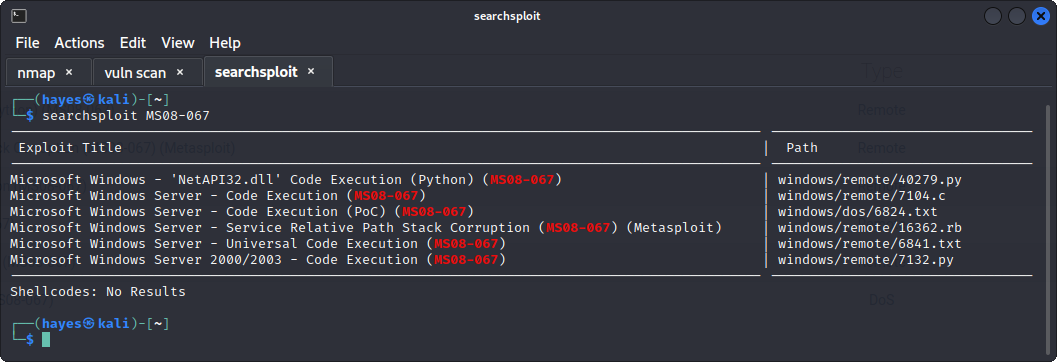 searchsploit
File Actions Edit View Help
nmap × vuln scan × searchsploit ×
┌──(hayes㉿kali)-[~]
└─$ searchsploit MS08-067
Exploit Title | Path
Microsoft Windows - 'NetAPI32.dll' Code Execution (Python) (MS08-067) | windows/remote/40279.py
Microsoft Windows Server - Code Execution (MS08-067) | windows/remote/7104.c
Microsoft Windows Server - Code Execution (PoC) (MS08-067) | windows/dos/6824.txt
Microsoft Windows Server - Service Relative Path Stack Corruption (MS08-067) (Metasploit) | windows/remote/16362.rb
Microsoft Windows Server - Universal Code Execution (MS08-067) | windows/remote/6841.txt
Microsoft Windows Server 2000/2003 - Code Execution (MS08-067) | windows/remote/7132.py
Shellcodes: No Results
┌──(hayes㉿kali)-[~]
└─$
Type
Remote
Remote
DoS